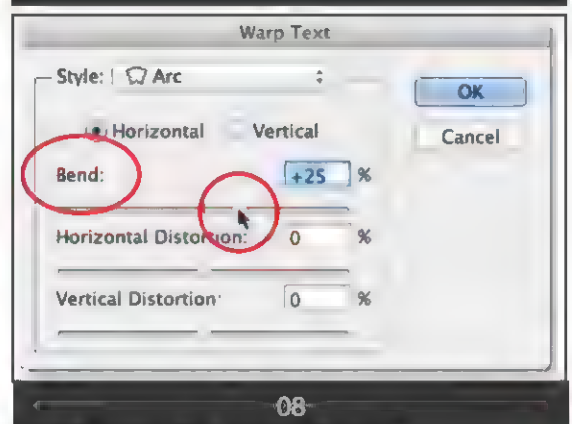 Warp Text
Style: Arc
OK
Horizontal Vertical
Cancel
Bend: +25 %
Horizontal Distortion: 0 %
Vertical Distortion: 0 %
08